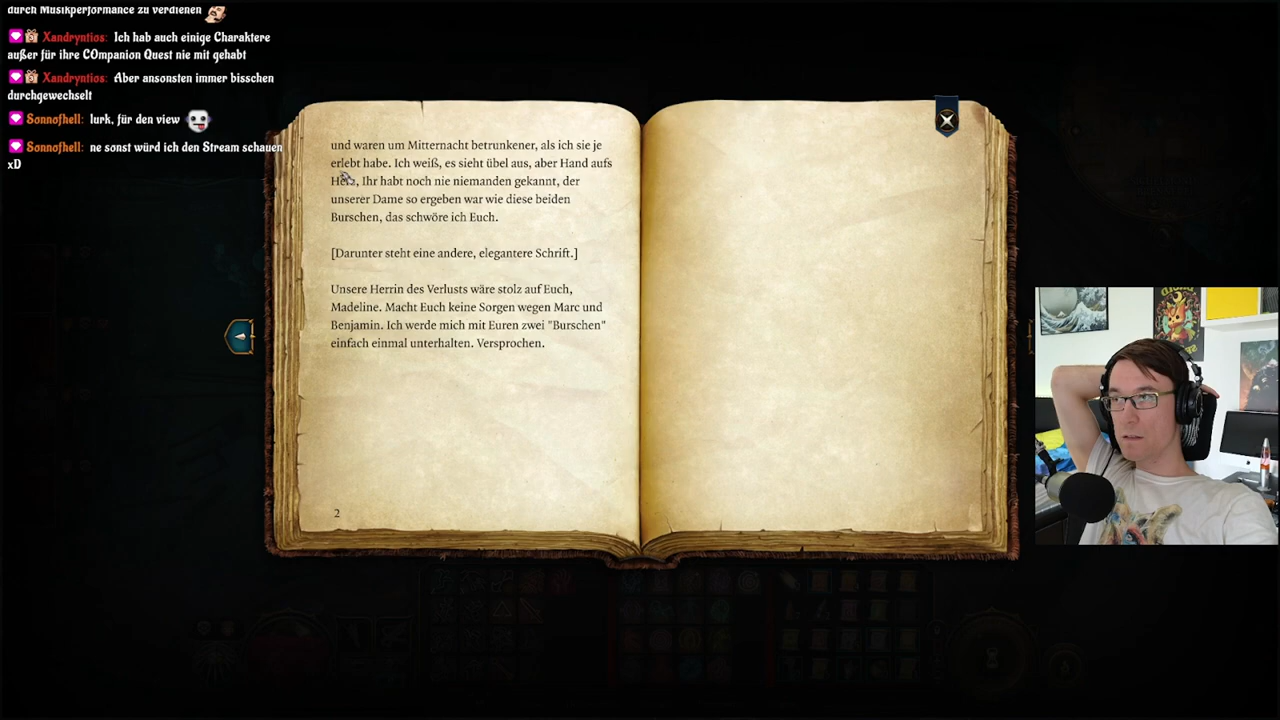 durch Musikperformance zu verdienen
Xandryntios: Ich hab auch einige Charaktere
außer für ihre COmpanion Quest nie mit gehabt
Xandryntios: Aber ansonsten immer bisschen
durchgewechselt
Sonnofhell: lurk, für den view
Sonnofhell: ne sonst würd ich den Stream schauen
xD
und waren um Mitternacht betrunkener, als ich sie je
erlebt habe. Ich weiß, es sieht übel aus, aber Hand aufs
Herz, Ihr habt noch nie niemanden gekannt, der
unserer Dame so ergeben war wie diese beiden
Burschen, das schwöre ich Euch.
[Darunter steht eine andere, elegantere Schrift.]
Unsere Herrin des Verlusts wäre stolz auf Euch,
Madeline. Macht Euch keine Sorgen wegen Marc und
Benjamin. Ich werde mich mit Euren zwei "Burschen"
einfach einmal unterhalten. Versprochen.
2